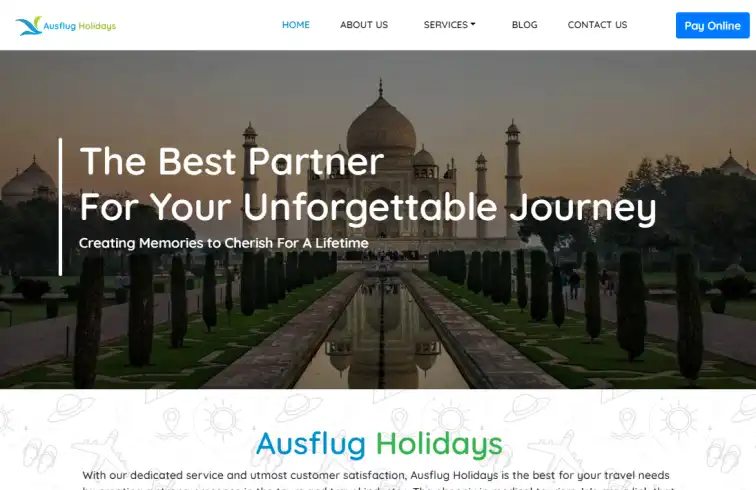 Ausflug Holidays
HOME
ABOUT US
SERVICES
BLOG
CONTACT US
Pay Online
The Best Partner
For Your Unforgettable Journey
Creating Memories to Cherish For A Lifetime
Ausflug Holidays
With our dedicated service and utmost customer satisfaction, Ausflug Holidays is the best for your travel needs